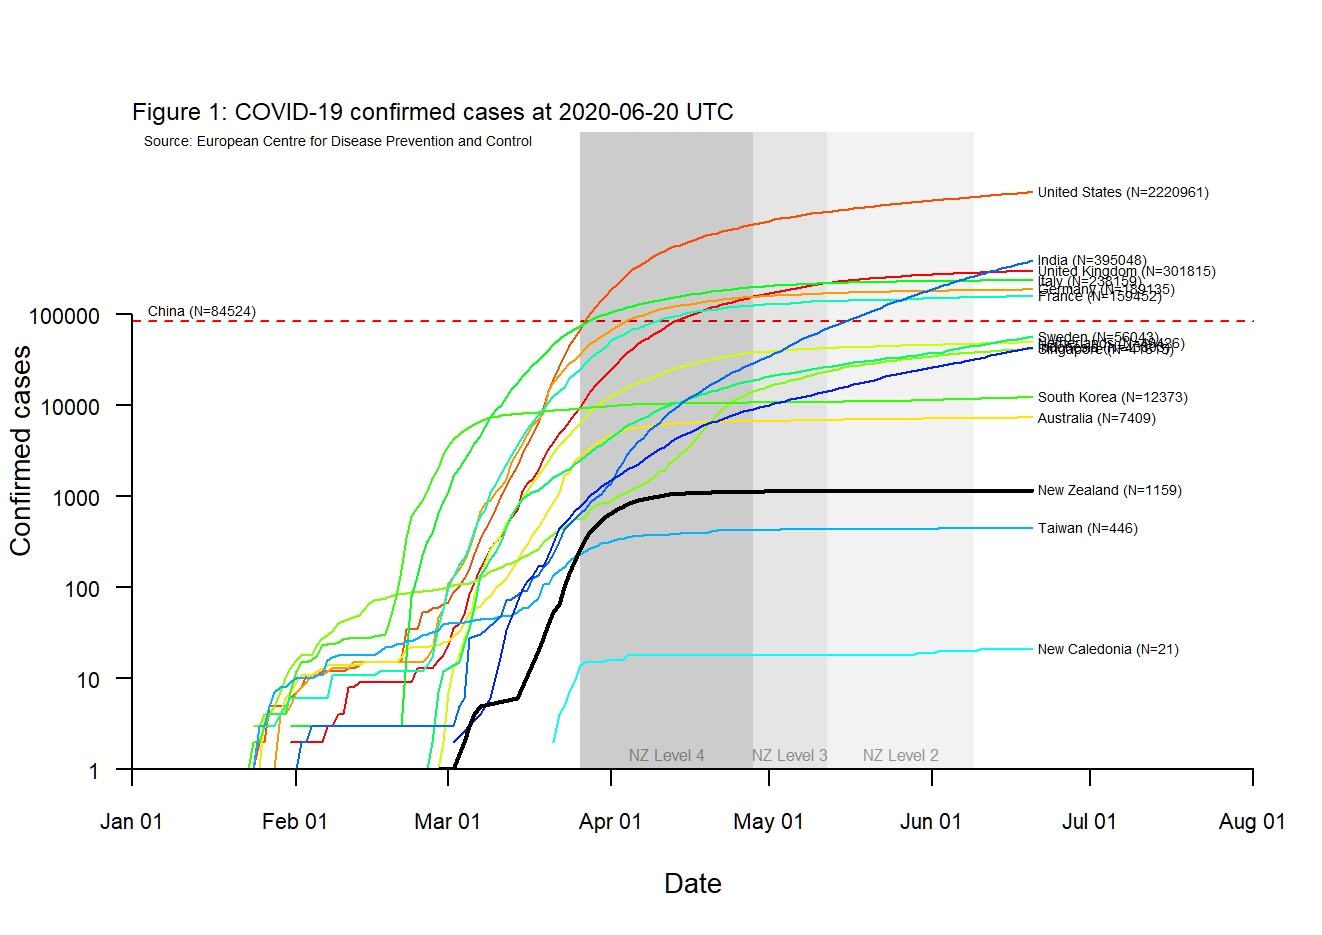 Figure 1: COVID-19 confirmed cases at 2020-06-20 UTC
Source: European Centre for Disease Prevention and Control
United States (N=2220961)
India (N=395048)
United Kingdom (N=301815)
Italy (N=238159)
Germany (N=189135)
France (N=159452)
China (N=84524)
Sweden (N=56043)
South Korea (N=12373)
Australia (N=7409)
New Zealand (N=1159)
Taiwan (N=446)
New Caledonia (N=21)
Confirmed cases
100000
10000
1000
100
10
1
NZ Level 4
NZ Level 3
NZ Level 2
Jan 01
Feb 01
Mar 01
Apr 01
May 01
Jun 01
Jul 01
Aug 01
Date